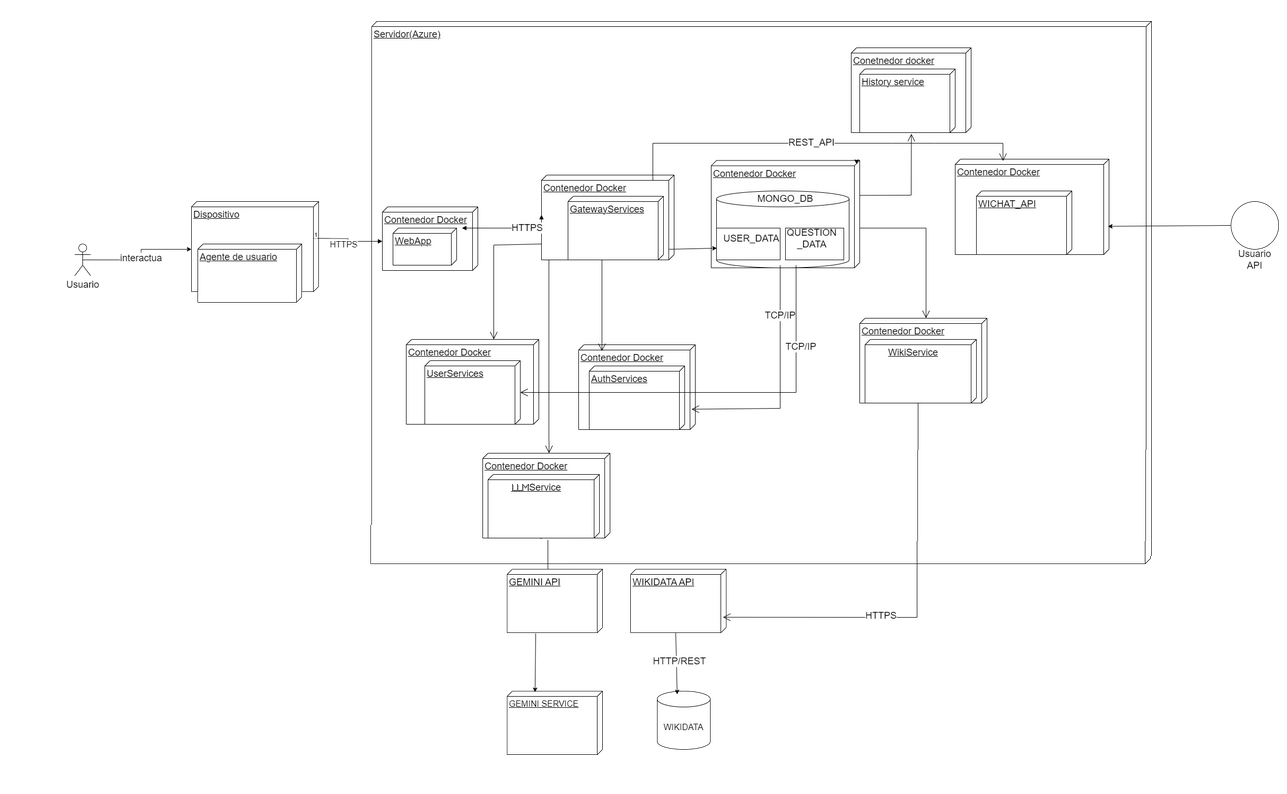 Servidor(Azure)
Conetnedor docker
History service
REST_API
Contenedor Docker
WICHAT_API
Contenedor Docker
MONGO_DB
USER_DATA
QUESTION
_DATA
Contenedor Docker
GatewayServices
Contenedor Docker
WebApp
HTTPS
Dispositivo
Agente de usuario
1
HTTPS
interactua
Usuario
Usuario
API
TCP/IP
TCP/IP
Contenedor Docker
WikiService
Contenedor Docker
UserServices
Contenedor Docker
AuthServices
Contenedor Docker
LLMService
GEMINI API
WIKIDATA API
HTTPS
HTTP/REST
GEMINI SERVICE
WIKIDATA